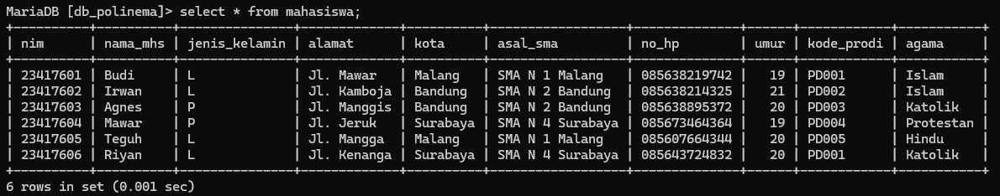 MariaDB [db_polinema]> select * from mahasiswa;
+----------+----------+---------------+-------------+----------+----------------+--------------+------+------------+-----------+
| nim      | nama_mhs | jenis_kelamin | alamat      | kota     | asal_sma       | no_hp        | umur | kode_prodi | agama     |
+----------+----------+---------------+-------------+----------+----------------+--------------+------+------------+-----------+
| 23417601 | Budi     | L             | Jl. Mawar   | Malang   | SMA N 1 Malang   | 085638219742 |   19 | PD001      | Islam     |
| 23417602 | Irwan    | L             | Jl. Kamboja | Bandung  | SMA N 2 Bandung  | 085638214325 |   21 | PD002      | Islam     |
| 23417603 | Agnes    | P             | Jl. Manggis | Bandung  | SMA N 2 Bandung  | 085638895372 |   20 | PD003      | Katolik   |
| 23417604 | Mawar    | P             | Jl. Jeruk   | Surabaya | SMA N 4 Surabaya | 085673464364 |   19 | PD004      | Protestan |
| 23417605 | Teguh    | L             | Jl. Mangga  | Malang   | SMA N 1 Malang   | 085607664344 |   20 | PD005      | Hindu     |
| 23417606 | Riyan    | L             | Jl. Kenanga | Surabaya | SMA N 4 Surabaya | 085643724832 |   20 | PD001      | Katolik   |
+----------+----------+---------------+-------------+----------+------------------+--------------+------+------------+-----------+
6 rows in set (0.001 sec)